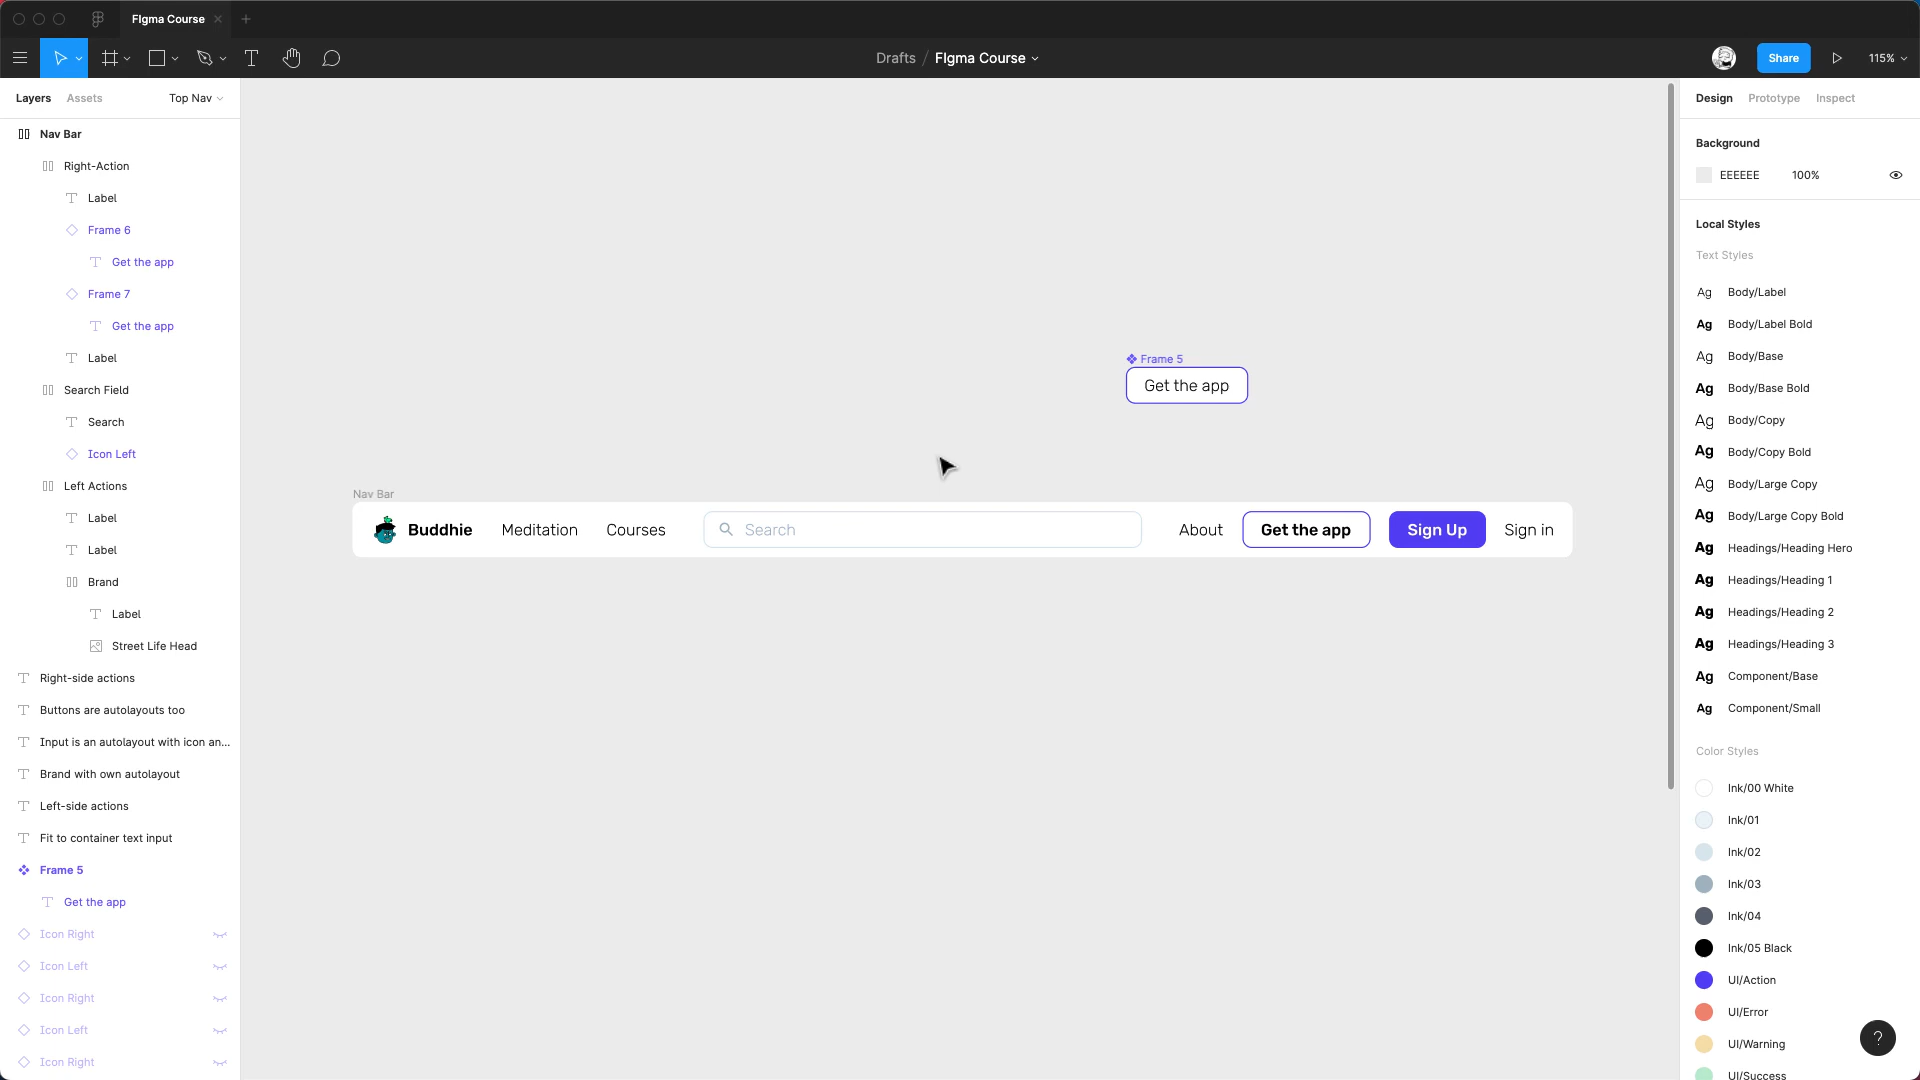 FIgma Course
Drafts / FIgma Course
Share
115%
Layers
Assets
Top Nav
Nav Bar
Right-Action
Label
Frame 6
Get the app
Frame 7
Get the app
Label
Search Field
Search
Icon Left
Left Actions
Label
Label
Brand
Label
Street Life Head
Right-side actions
Buttons are autolayouts too
Input is an autolayout with icon an...
Brand with own autolayout
Left-side actions
Fit to container text input
Frame 5
Get the app
Icon Right
Icon Left
Icon Right
Icon Left
Icon Right
Frame 5
Get the app
Nav Bar
Buddhie
Meditation
Courses
Search
About
Get the app
Sign Up
Sign in
Design
Prototype
Inspect
Background
EEEEEE
100%
Local Styles
Text Styles
Ag Body/Label
Ag Body/Label Bold
Ag Body/Base
Ag Body/Base Bold
Ag Body/Copy
Ag Body/Copy Bold
Ag Body/Large Copy
Ag Body/Large Copy Bold
Ag Headings/Heading Hero
Ag Headings/Heading 1
Ag Headings/Heading 2
Ag Headings/Heading 3
Ag Component/Base
Ag Component/Small
Color Styles
Ink/00 White
Ink/01
Ink/02
Ink/03
Ink/04
Ink/05 Black
UI/Action
UI/Error
UI/Warning
UI/Success
?